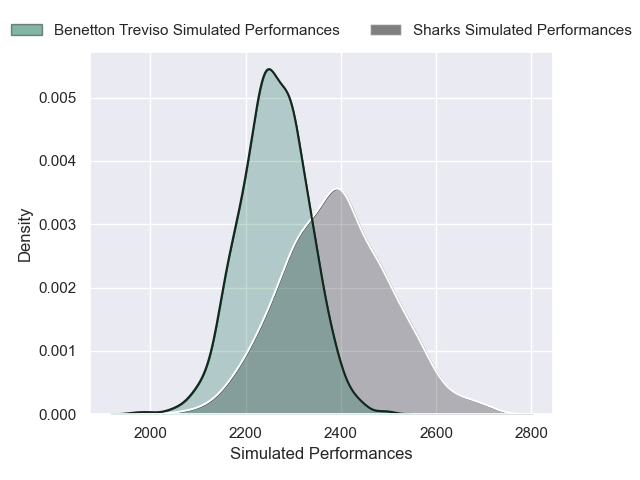 Benetton Treviso Simulated Performances Sharks Simulated Performances
0.005
0.004
0.003
0.002
0.001
0.000
Density
2000 2200 2400 2600 2800
Simulated Performances